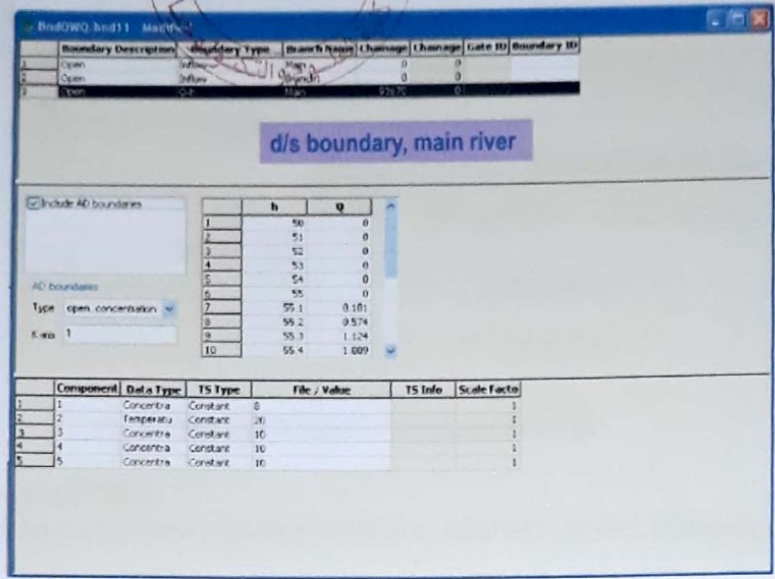 BndOWQ.bnd11 - Modified
Boundary Description Boundary Type Branch Name Chainage Chainage Gate ID Boundary ID
1 Open Inflow Main 0 0
2 Open Inflow Branch 0 0
3 Open Q-h Main 0
d/s boundary, main river
Include AD boundaries
h Q
1 50 0
2 51 0
3 52 0
4 53 0
5 54 0
6 55 0
7 55.1 0.181
8 55.2 0.574
9 55.3 1.124
10 55.4
AD boundaries
Type open, concentration
K-mix 1
Component Data Type TS Type File / Value TS Info Scale Facto
1 1 Concentra Constant 8 1
2 2 Temperatu Constant 20 1
3 3 Concentra Constant 10 1
4 4 Concentra Constant 10 1
5 5 Concentra Constant 10 1